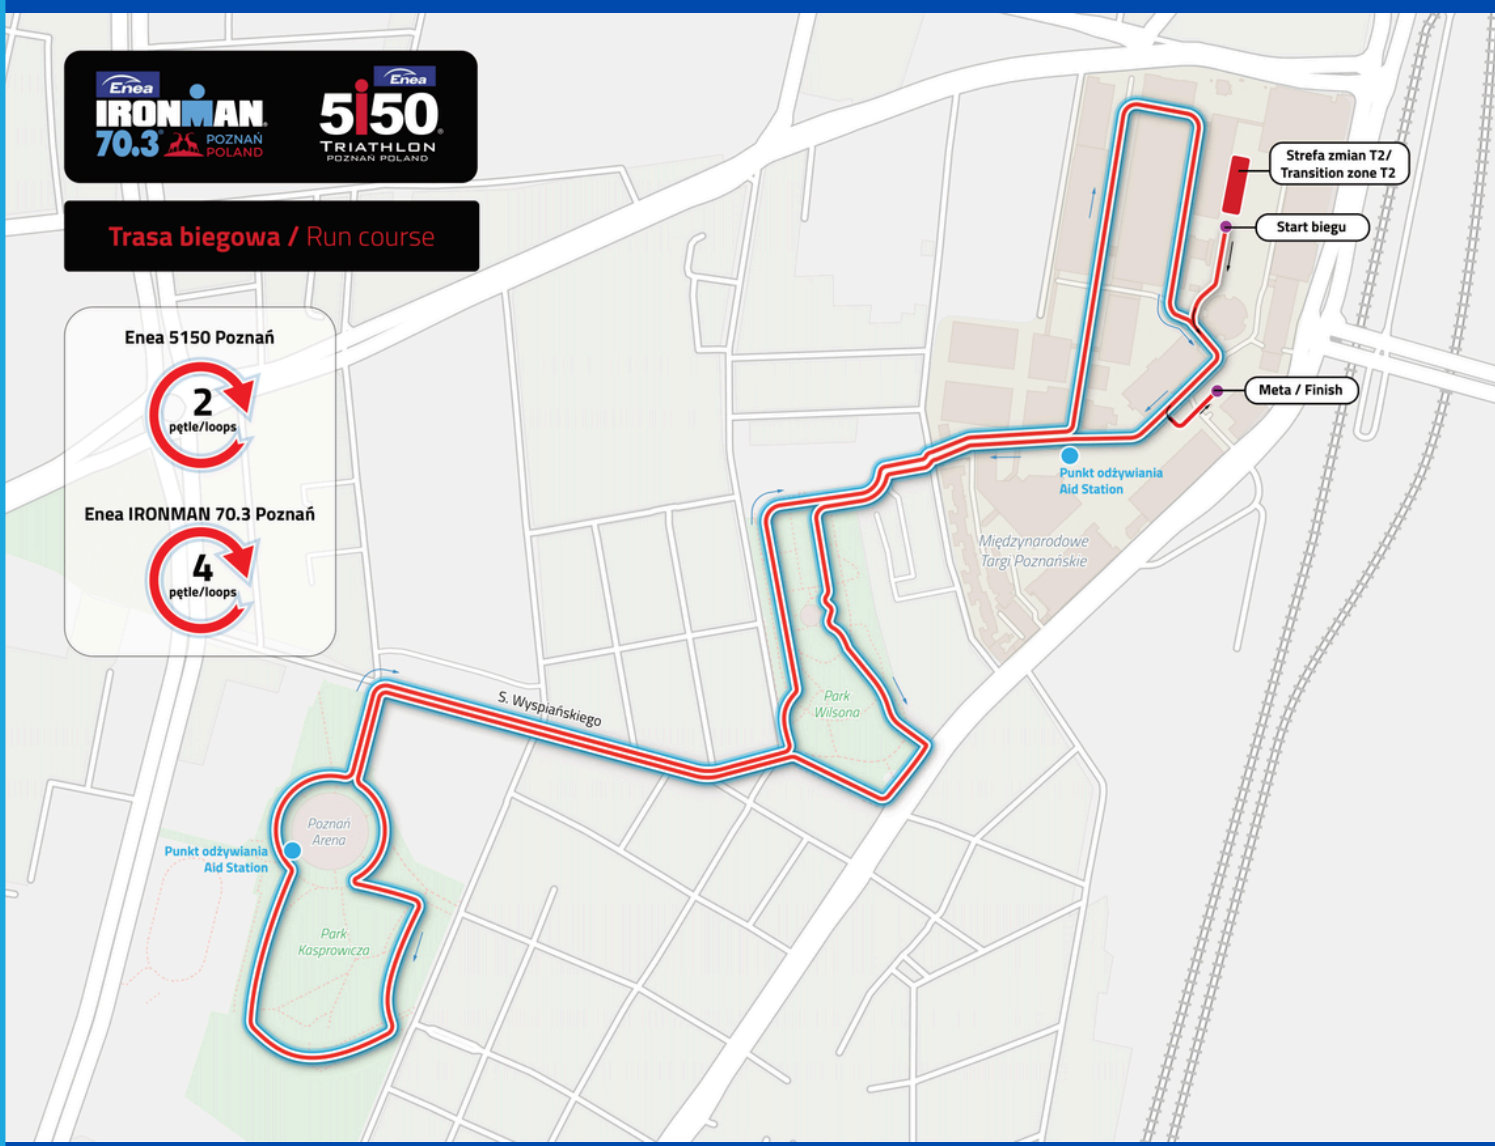 Enea
IRONMAN
70.3
POZNAŃ
POLAND
Enea
5i50
TRIATHLON
POZNAŃ POLAND
Trasa biegowa / Run course
Enea 5150 Poznań
2
pętle/loops
Enea IRONMAN 70.3 Poznań
4
pętle/loops
Strefa zmian T2/
Transition zone T2
Start biegu
Meta / Finish
Punkt odżywiania
Aid Station
Międzynarodowe
Targi Poznańskie
Park
Wilsona
S. Wyspiańskiego
Poznań
Arena
Punkt odżywiania
Aid Station
Park
Kasprowicza